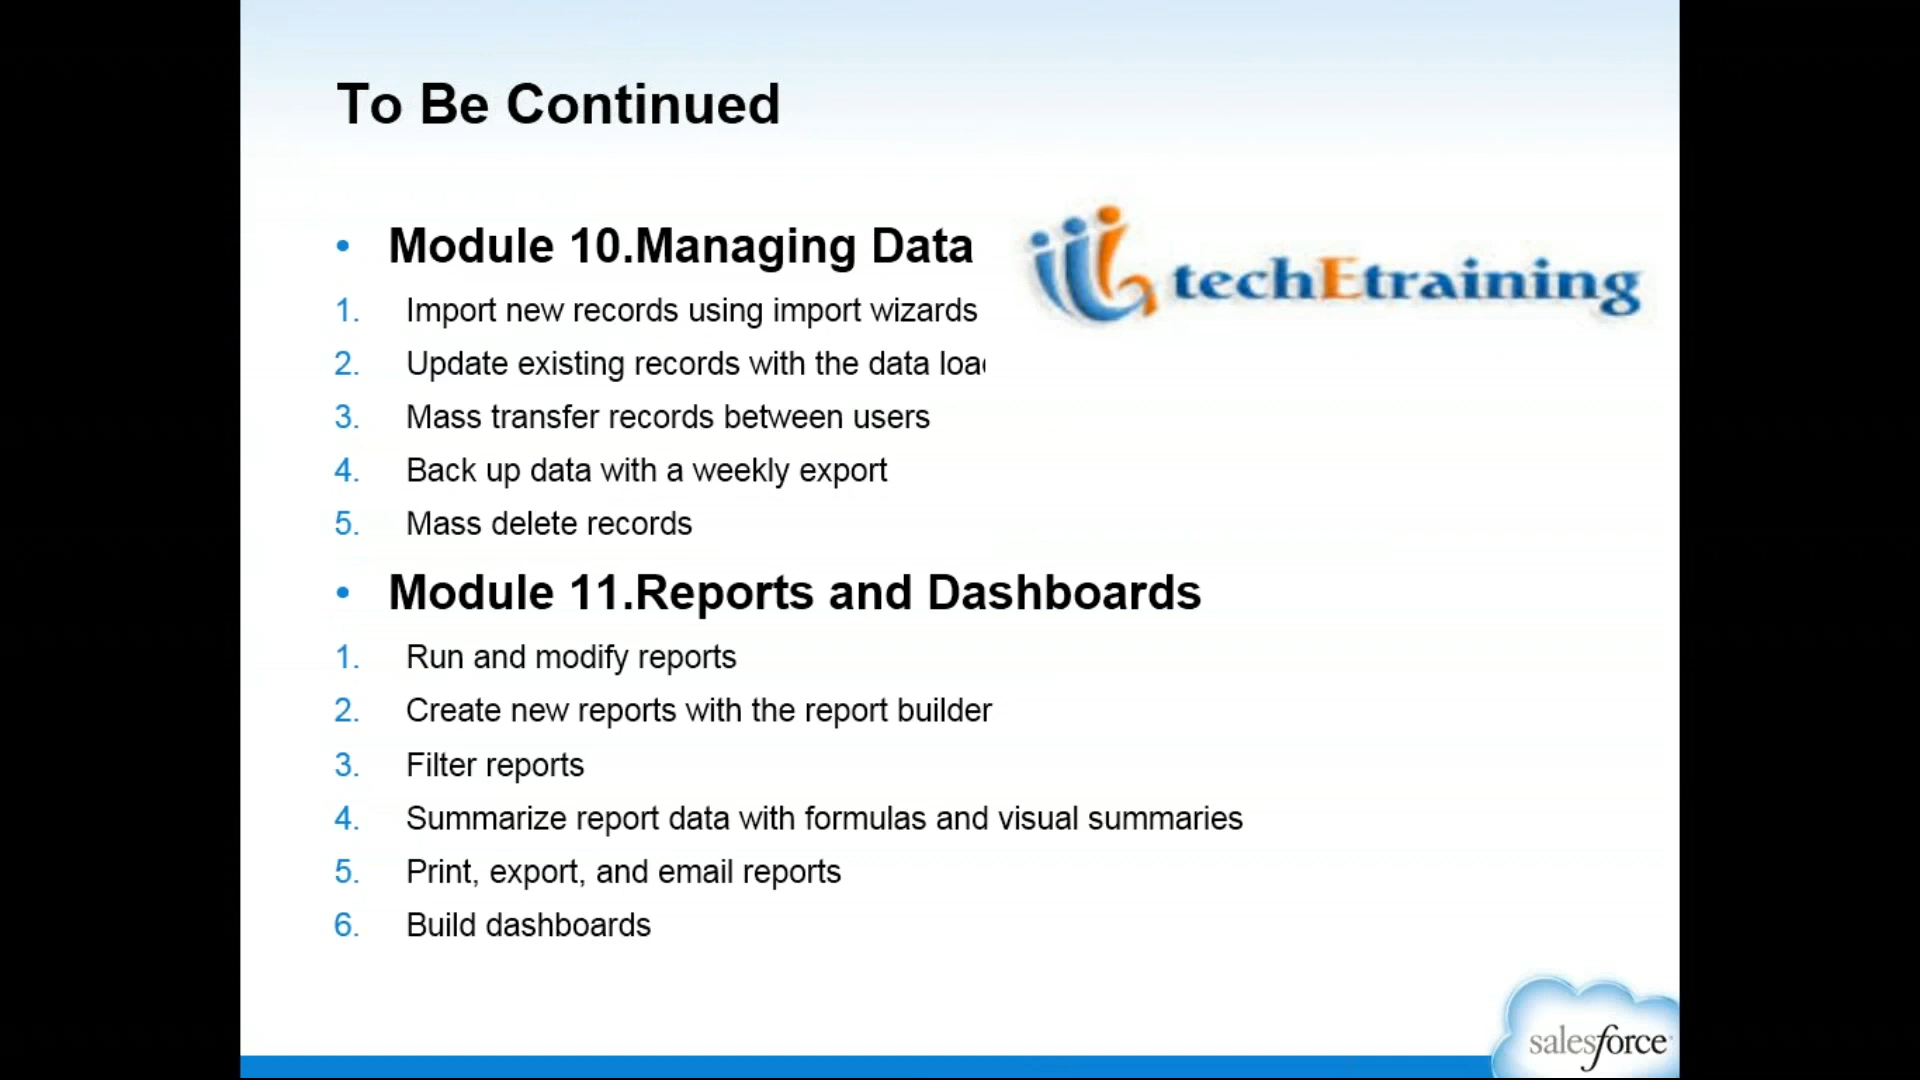 To Be Continued
• Module 10.Managing Data
techEtraining
1. Import new records using import wizards
2. Update existing records with the data
3. Mass transfer records between users
4. Back up data with a weekly export
5. Mass delete records
• Module 11.Reports and Dashboards
1. Run and modify reports
2. Create new reports with the report builder
3. Filter reports
4. Summarize report data with formulas and visual summaries
5. Print, export, and email reports
6. Build dashboards
salesforce